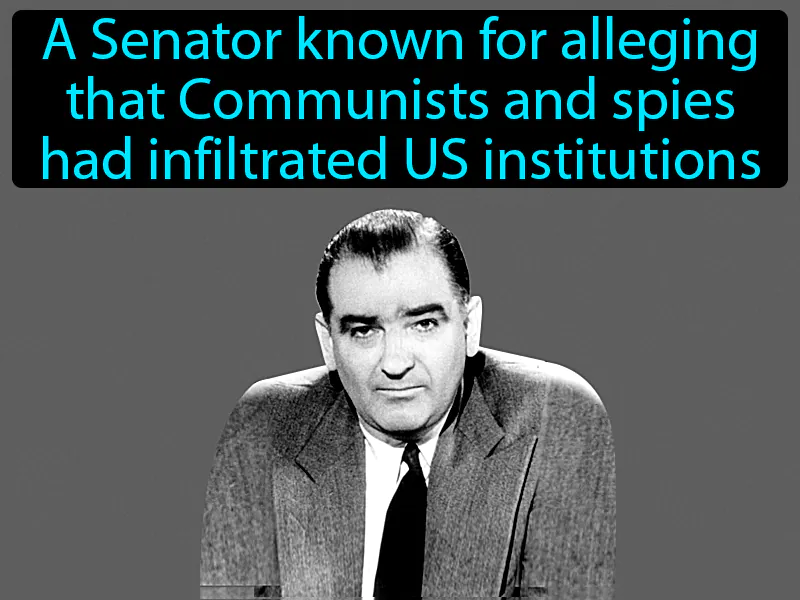 A Senator known for alleging
that Communists and spies
had infiltrated US institutions